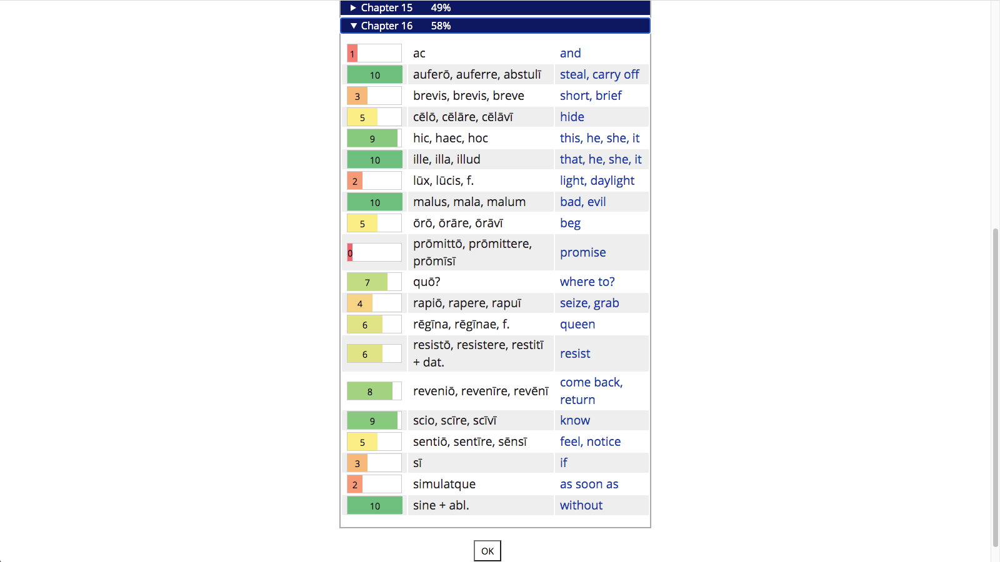 ▶ Chapter 15 49%
▼ Chapter 16 58%
1 ac and
10 auferō, auferre, abstulī steal, carry off
3 brevis, brevis, breve short, brief
5 cēlō, cēlāre, cēlāvī hide
9 hic, haec, hoc this, he, she, it
10 ille, illa, illud that, he, she, it
2 lūx, lūcis, f. light, daylight
10 malus, mala, malum bad, evil
5 ōrō, ōrāre, ōrāvī beg
0 prōmittō, prōmittere,
prōmīsī promise
7 quō? where to?
4 rapiō, rapere, rapuī seize, grab
6 rēgīna, rēgīnae, f. queen
6 resistō, resistere, restitī
+ dat. resist
8 reveniō, revenīre, revēnī come back,
return
9 scio, scīre, scīvī know
5 sentiō, sentīre, sēnsī feel, notice
3 sī if
2 simulatque as soon as
10 sine + abl. without
OK